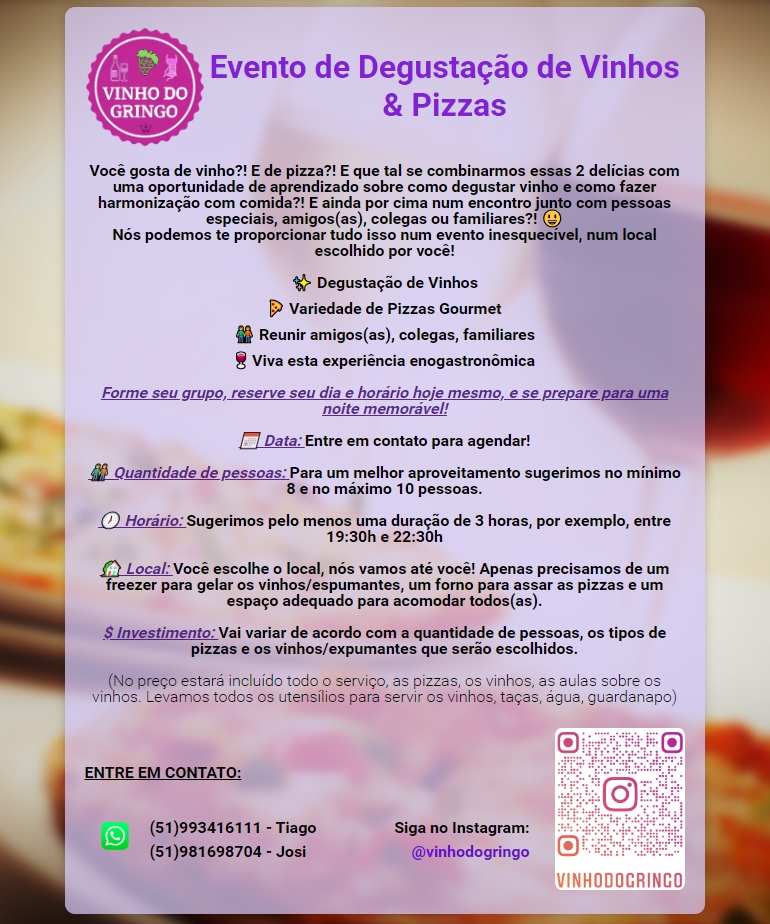 VINHO DO
GRINGO
Evento de Degustação de Vinhos
& Pizzas
Você gosta de vinho?! E de pizza?! E que tal se combinarmos essas 2 delícias com
uma oportunidade de aprendizado sobre como degustar vinho e como fazer
harmonização com comida?! E ainda por cima num encontro junto com pessoas
especiais, amigos(as), colegas ou familiares?! 😃
Nós podemos te proporcionar tudo isso num evento inesquecível, num local
escolhido por você!
✨ Degustação de Vinhos
🍕 Variedade de Pizzas Gourmet
👬 Reunir amigos(as), colegas, familiares
🍷 Viva esta experiência enogastronômica
Forme seu grupo, reserve seu dia e horário hoje mesmo, e se prepare para uma
noite memorável!
📅 Data: Entre em contato para agendar!
👬 Quantidade de pessoas: Para um melhor aproveitamento sugerimos no mínimo
8 e no máximo 10 pessoas.
🕖 Horário: Sugerimos pelo menos uma duração de 3 horas, por exemplo, entre
19:30h e 22:30h
🏡 Local: Você escolhe o local, nós vamos até você! Apenas precisamos de um
freezer para gelar os vinhos/espumantes, um forno para assar as pizzas e um
espaço adequado para acomodar todos(as).
$ Investimento: Vai variar de acordo com a quantidade de pessoas, os tipos de
pizzas e os vinhos/expumantes que serão escolhidos.
(No preço estará incluído todo o serviço, as pizzas, os vinhos, as aulas sobre os
vinhos. Levamos todos os utensílios para servir os vinhos, taças, água, guardanapo)
ENTRE EM CONTATO:
(51)993416111 - Tiago
(51)981698704 - Josi
Siga no Instagram:
@vinhodogringo
VINHODOGRINGO